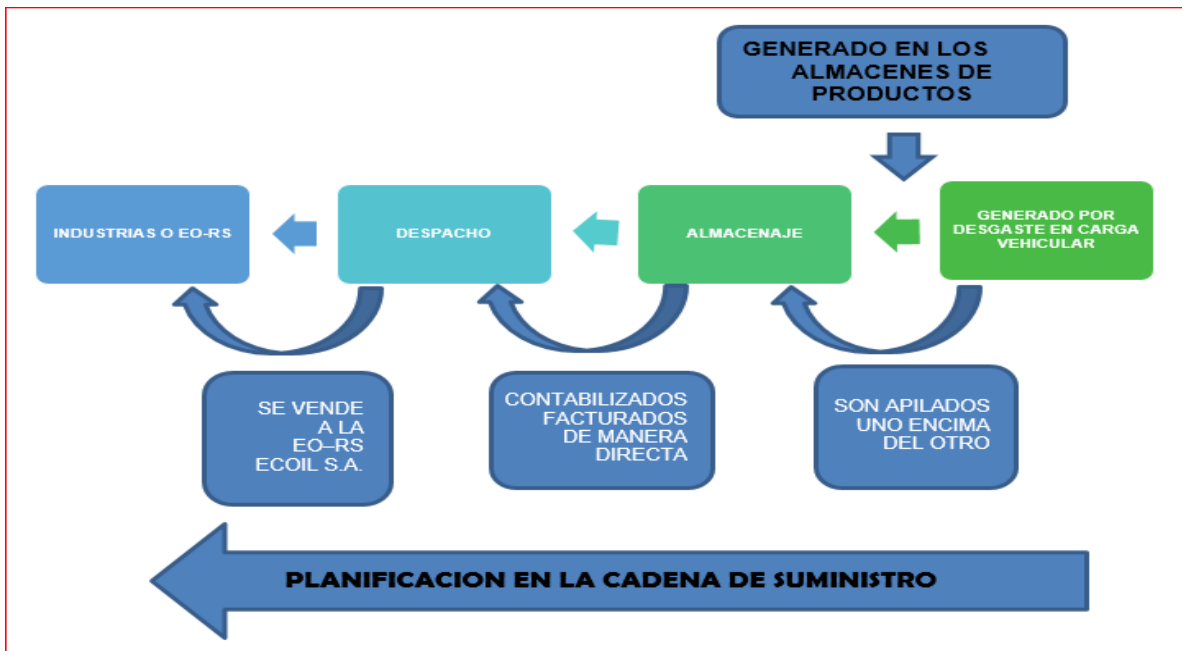 GENERADO EN LOS
ALMACENES DE
PRODUCTOS
INDUSTRIAS O EO-RS
DESPACHO
ALMACENAJE
GENERADO POR
DESGASTE EN CARGA
VEHICULAR
SE VENDE
A LA
EO–RS
ECOIL S.A.
CONTABILIZADOS
FACTURADOS
DE MANERA
DIRECTA
SON APILADOS
UNO ENCIMA
DEL OTRO
PLANIFICACION EN LA CADENA DE SUMINISTRO